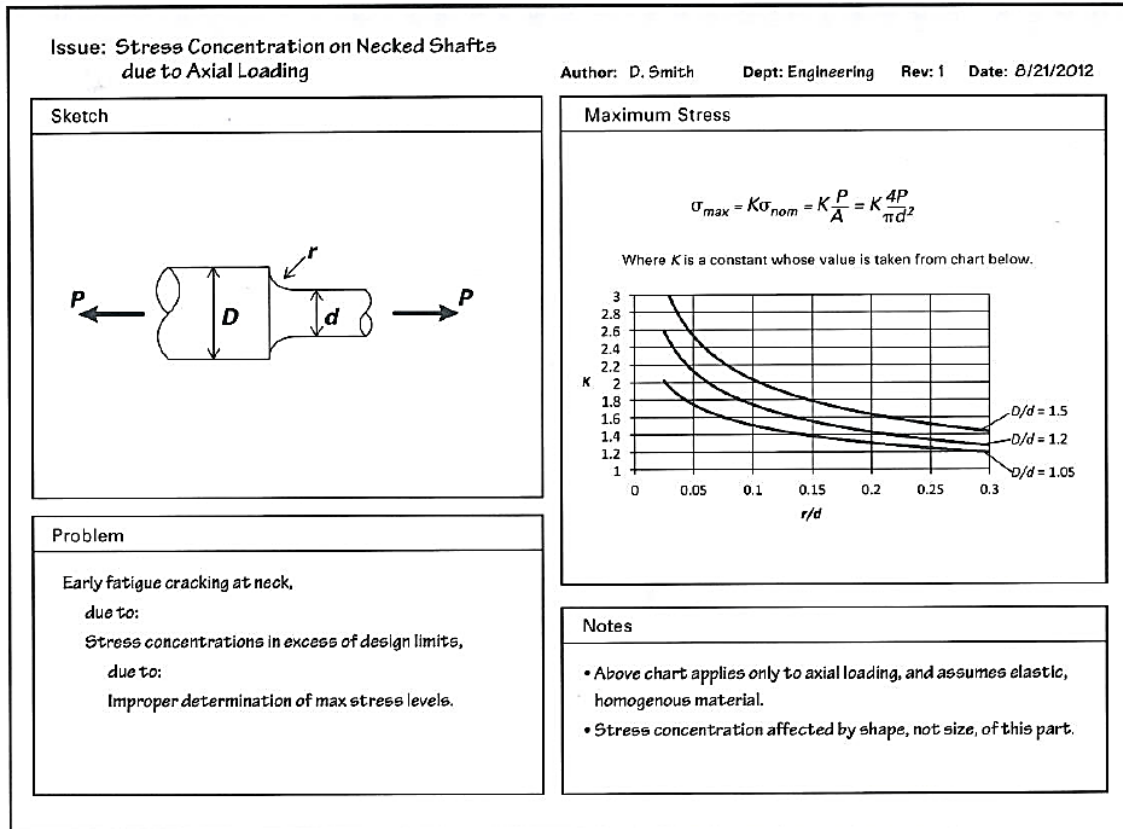 Issue: Stress Concentration on Necked Shafts
due to Axial Loading
Author: D. Smith Dept: Engineering Rev: 1 Date: 8/21/2012
Sketch
r
P
D
d
P
Problem
Early fatigue cracking at neck,
due to:
Stress concentrations in excess of design limits,
due to:
Improper determination of max stress levels.
Maximum Stress
σmax = Kσnom = K P/A = K 4P/πd²
Where K is a constant whose value is taken from chart below.
3
2.8
2.6
2.4
2.2
K 2
1.8
1.6
1.4
1.2
1
D/d = 1.5
D/d = 1.2
D/d = 1.05
0 0.05 0.1 0.15 0.2 0.25 0.3
r/d
Notes
• Above chart applies only to axial loading, and assumes elastic,
homogenous material.
• Stress concentration affected by shape, not size, of this part.